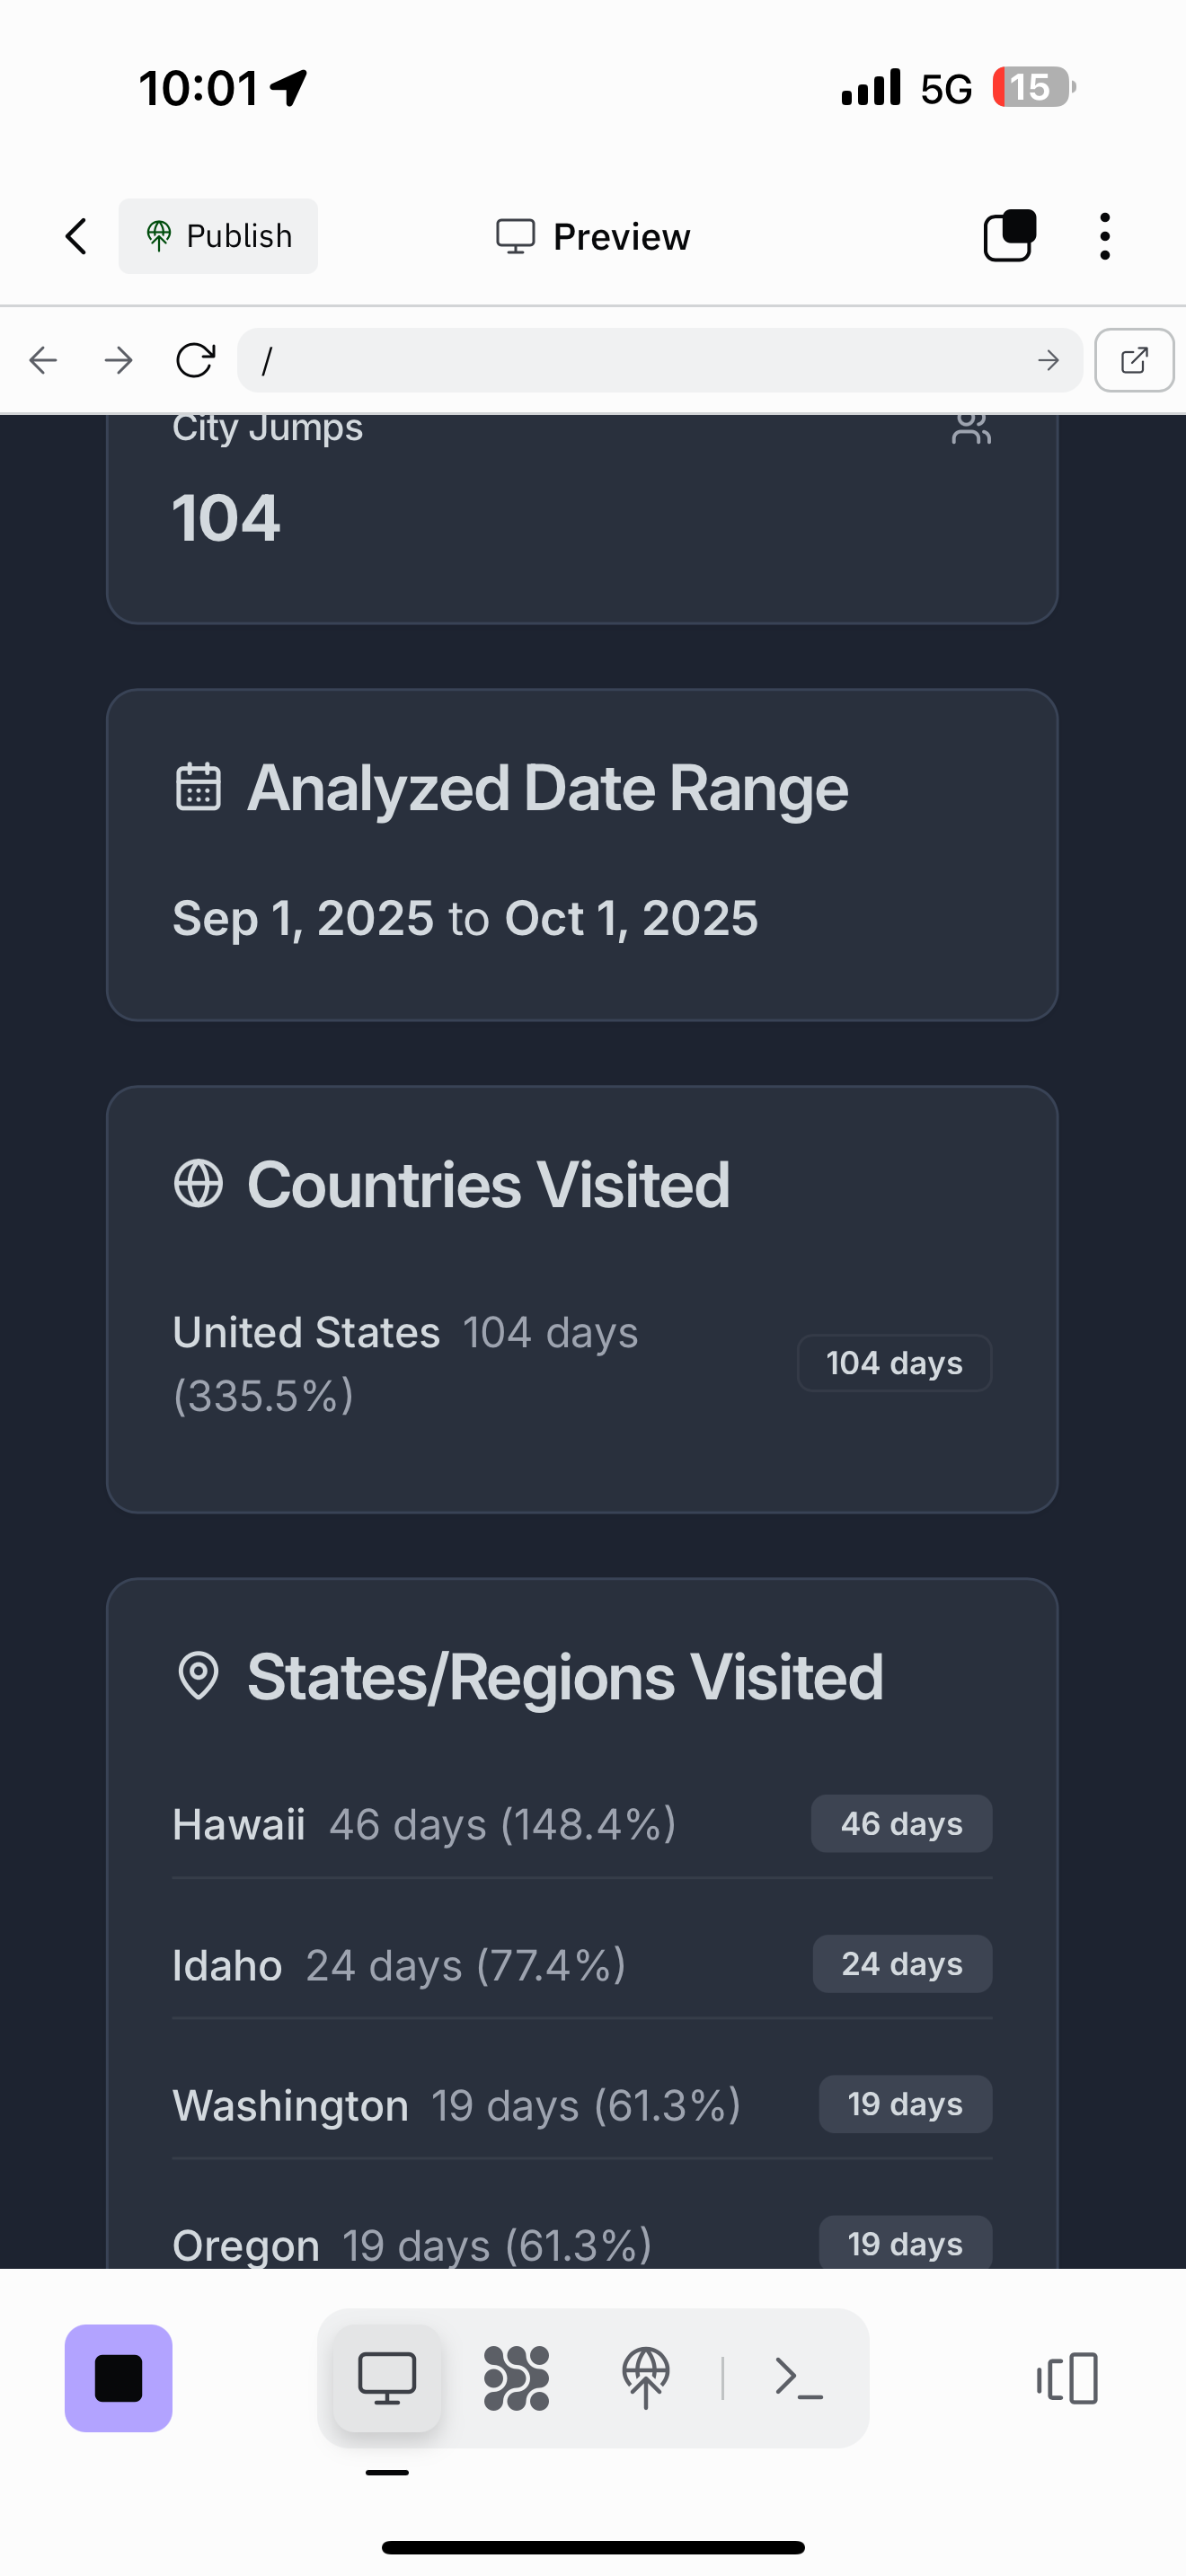 10:01
5G
15
Publish
Preview
/
City Jumps
104
Analyzed Date Range
Sep 1, 2025 to Oct 1, 2025
Countries Visited
United States 104 days
(335.5%)
104 days
States/Regions Visited
Hawaii 46 days (148.4%)
46 days
Idaho 24 days (77.4%)
24 days
Washington 19 days (61.3%)
19 days
Oregon 19 days (61.3%)
19 days